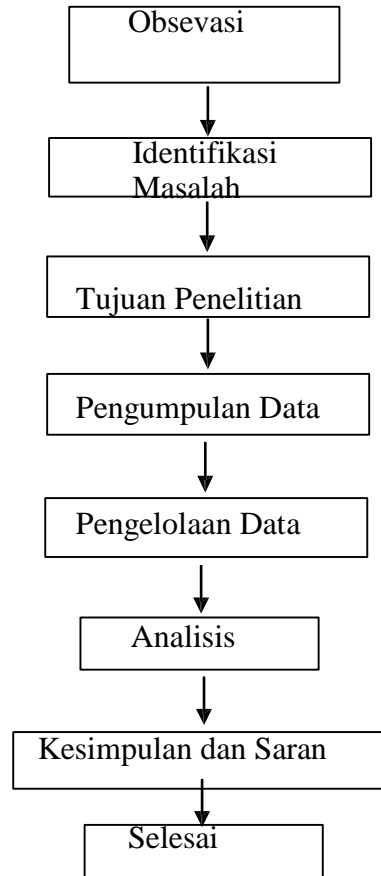 Obsevasi
Identifikasi
Masalah
Tujuan Penelitian
Pengumpulan Data
Pengelolaan Data
Analisis
Kesimpulan dan Saran
Selesai